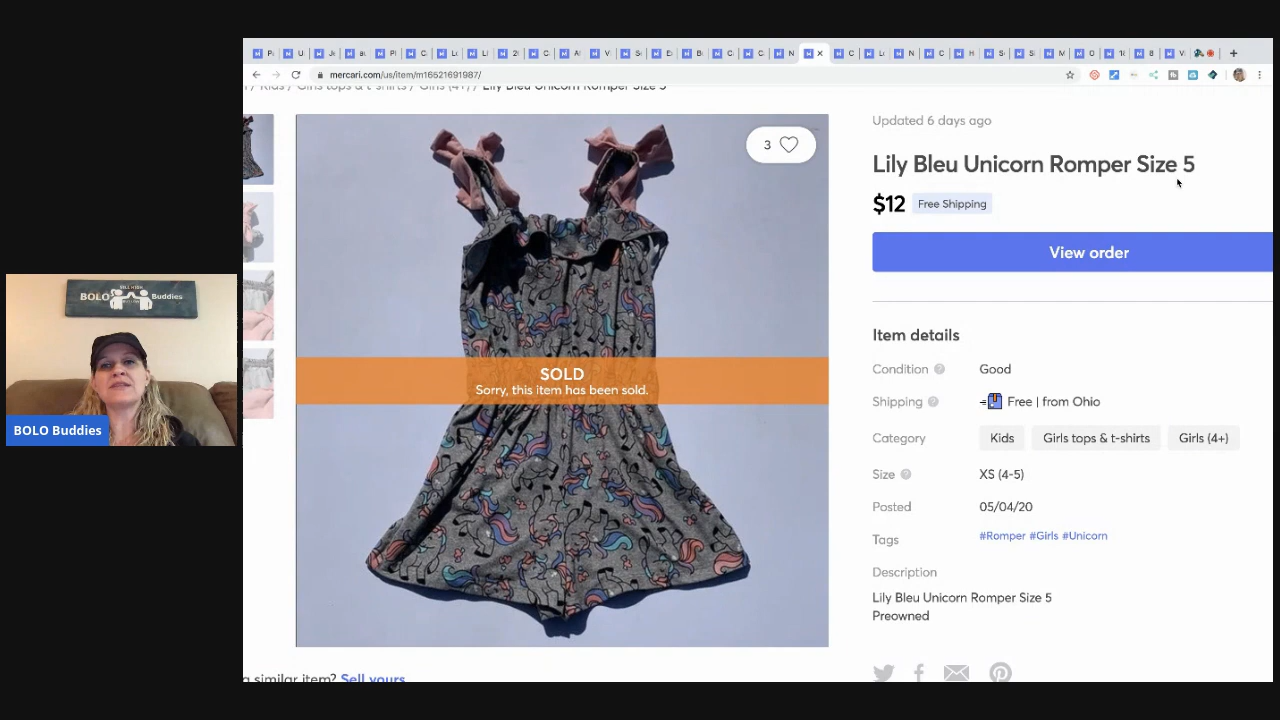 mercari.com/us/item/m16521691987/
/ Kids / Girls tops & t-shirts / Girls (4+) / Lily Bleu Unicorn Romper Size 5
3
SOLD
Sorry, this item has been sold.
a similar item? Sell yours
Updated 6 days ago
Lily Bleu Unicorn Romper Size 5
$12 Free Shipping
View order
Item details
Condition Good
Shipping Free | from Ohio
Category Kids Girls tops & t-shirts Girls (4+)
Size XS (4-5)
Posted 05/04/20
Tags #Romper #Girls #Unicorn
Description
Lily Bleu Unicorn Romper Size 5
Preowned
BOLO Buddies
BOLO Buddies